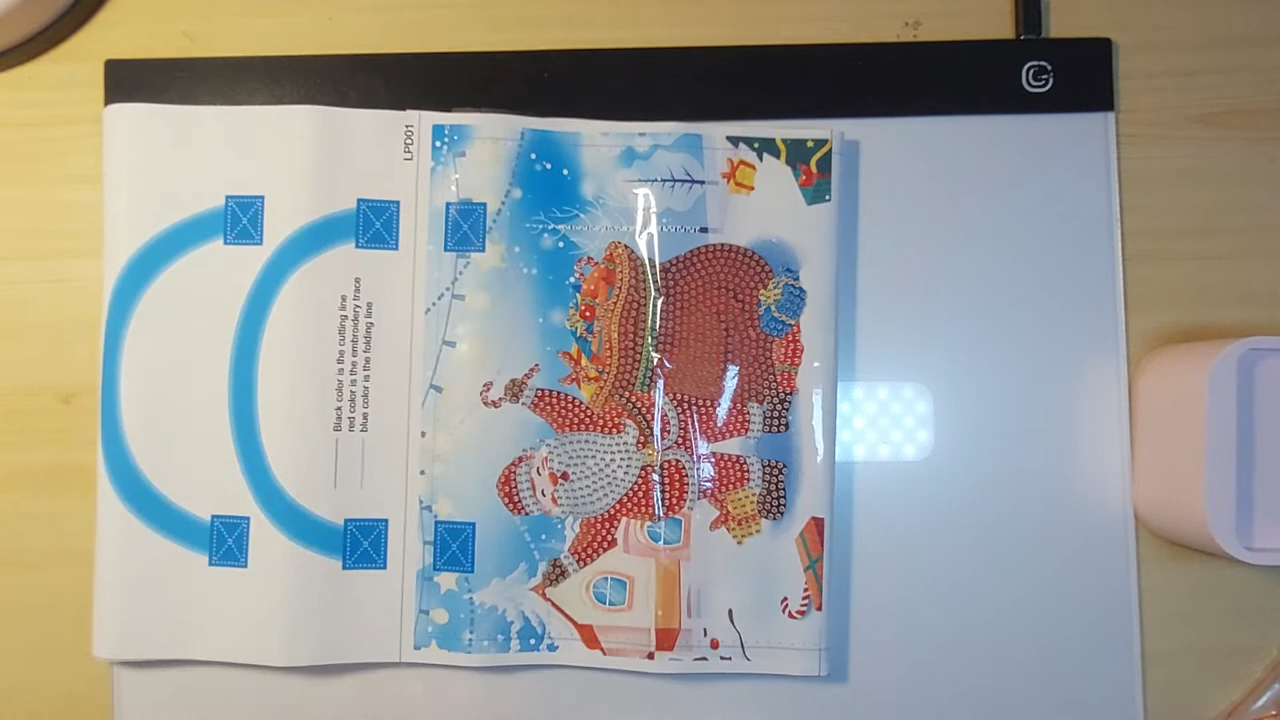 LPD01
Black color is the cutting line
red color is the embroidery trace
blue color is the folding line